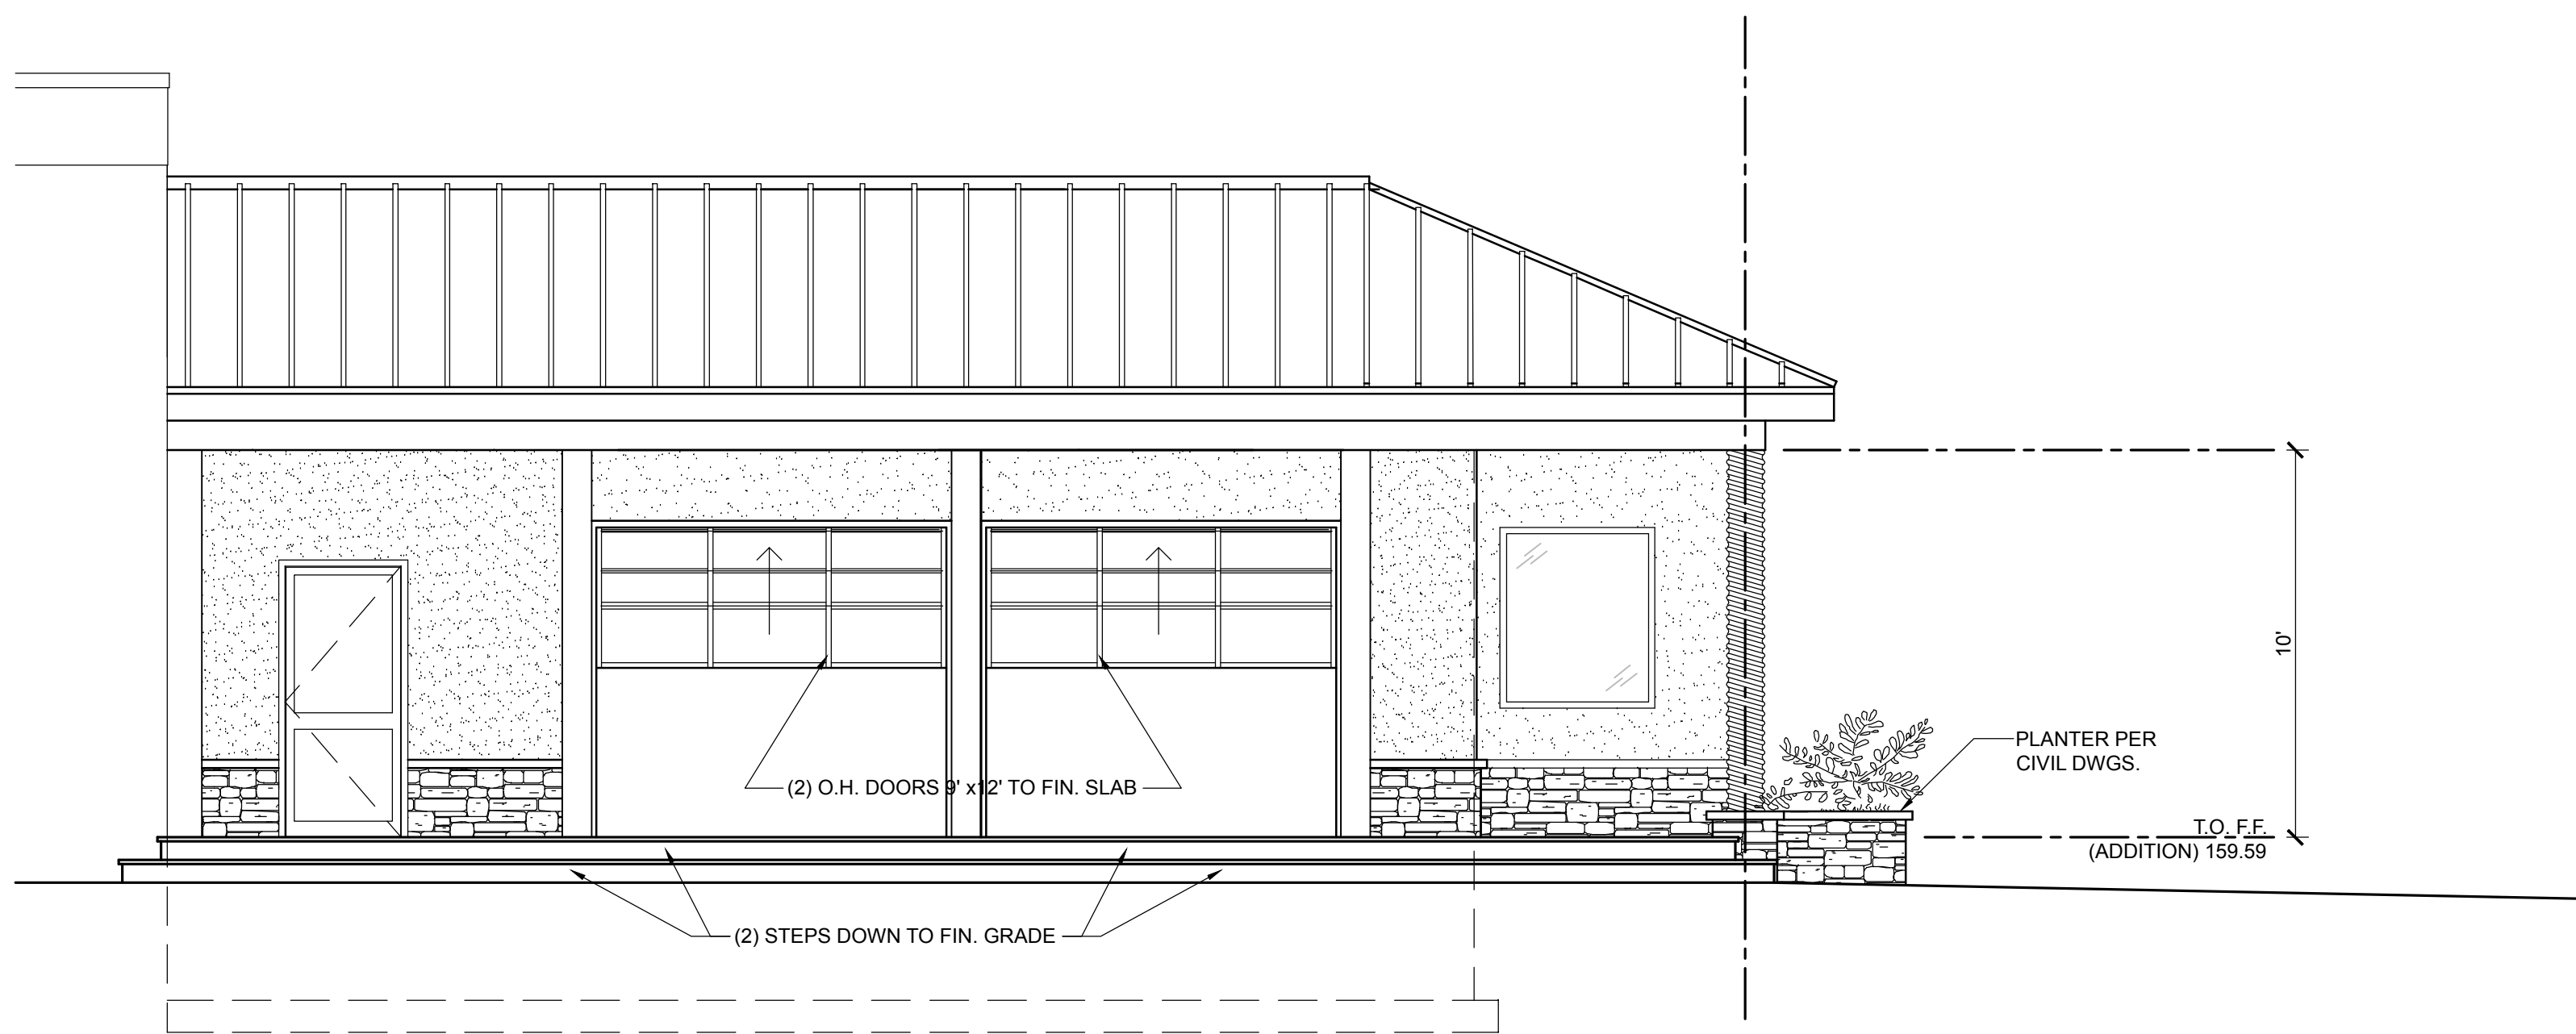 10'
PLANTER PER
CIVIL DWGS.
(2) O.H. DOORS 9' x12' TO FIN. SLAB
T.O. F.F.
(ADDITION) 159.59
(2) STEPS DOWN TO FIN. GRADE